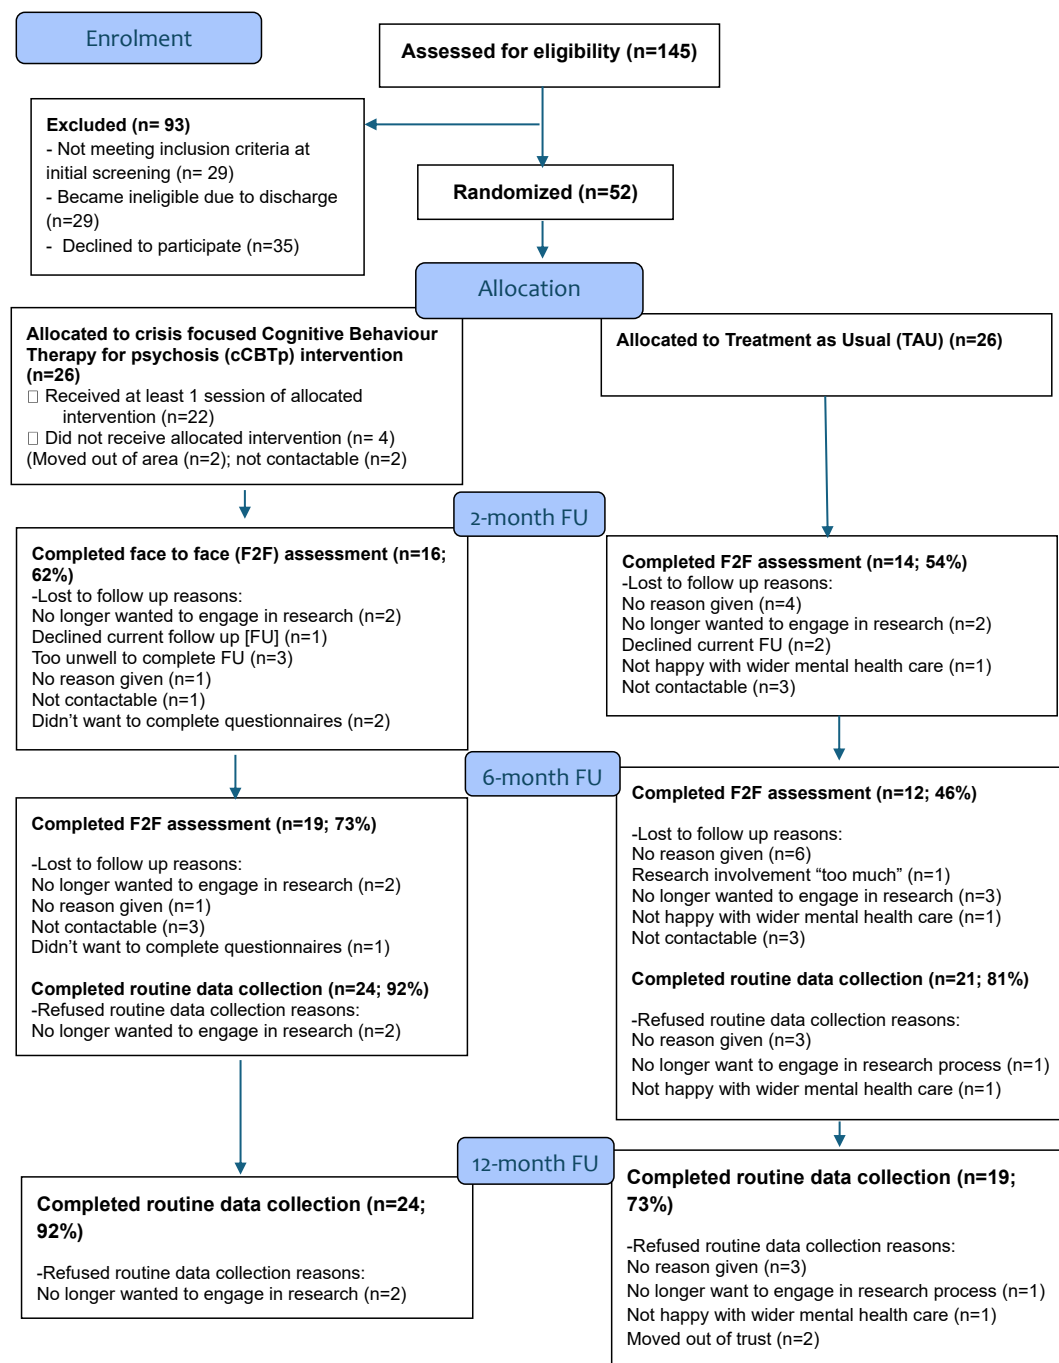 Enrolment
Assessed for eligibility (n=145)
Excluded (n= 93)
- Not meeting inclusion criteria at
initial screening (n= 29)
- Became ineligible due to discharge
(n=29)
- Declined to participate (n=35)
Randomized (n=52)
Allocation
Allocated to crisis focused Cognitive Behaviour
Therapy for psychosis (cCBTp) intervention
(n=26)
□ Received at least 1 session of allocated
intervention (n=22)
□ Did not receive allocated intervention (n= 4)
(Moved out of area (n=2); not contactable (n=2)
Allocated to Treatment as Usual (TAU) (n=26)
2-month FU
Completed face to face (F2F) assessment (n=16;
62%)
-Lost to follow up reasons:
No longer wanted to engage in research (n=2)
Declined current follow up [FU] (n=1)
Too unwell to complete FU (n=3)
No reason given (n=1)
Not contactable (n=1)
Didn’t want to complete questionnaires (n=2)
Completed F2F assessment (n=14; 54%)
-Lost to follow up reasons:
No reason given (n=4)
No longer wanted to engage in research (n=2)
Declined current FU (n=2)
Not happy with wider mental health care (n=1)
Not contactable (n=3)
6-month FU
Completed F2F assessment (n=19; 73%)
-Lost to follow up reasons:
No longer wanted to engage in research (n=2)
No reason given (n=1)
Not contactable (n=3)
Didn’t want to complete questionnaires (n=1)
Completed routine data collection (n=24; 92%)
-Refused routine data collection reasons:
No longer wanted to engage in research (n=2)
Completed F2F assessment (n=12; 46%)
-Lost to follow up reasons:
No reason given (n=6)
Research involvement “too much” (n=1)
No longer wanted to engage in research (n=3)
Not happy with wider mental health care (n=1)
Not contactable (n=3)
Completed routine data collection (n=21; 81%)
-Refused routine data collection reasons:
No reason given (n=3)
No longer want to engage in research process (n=1)
Not happy with wider mental health care (n=1)
12-month FU
Completed routine data collection (n=24;
92%)
-Refused routine data collection reasons:
No longer wanted to engage in research (n=2)
Completed routine data collection (n=19;
73%)
-Refused routine data collection reasons:
No reason given (n=3)
No longer want to engage in research process (n=1)
Not happy with wider mental health care (n=1)
Moved out of trust (n=2)